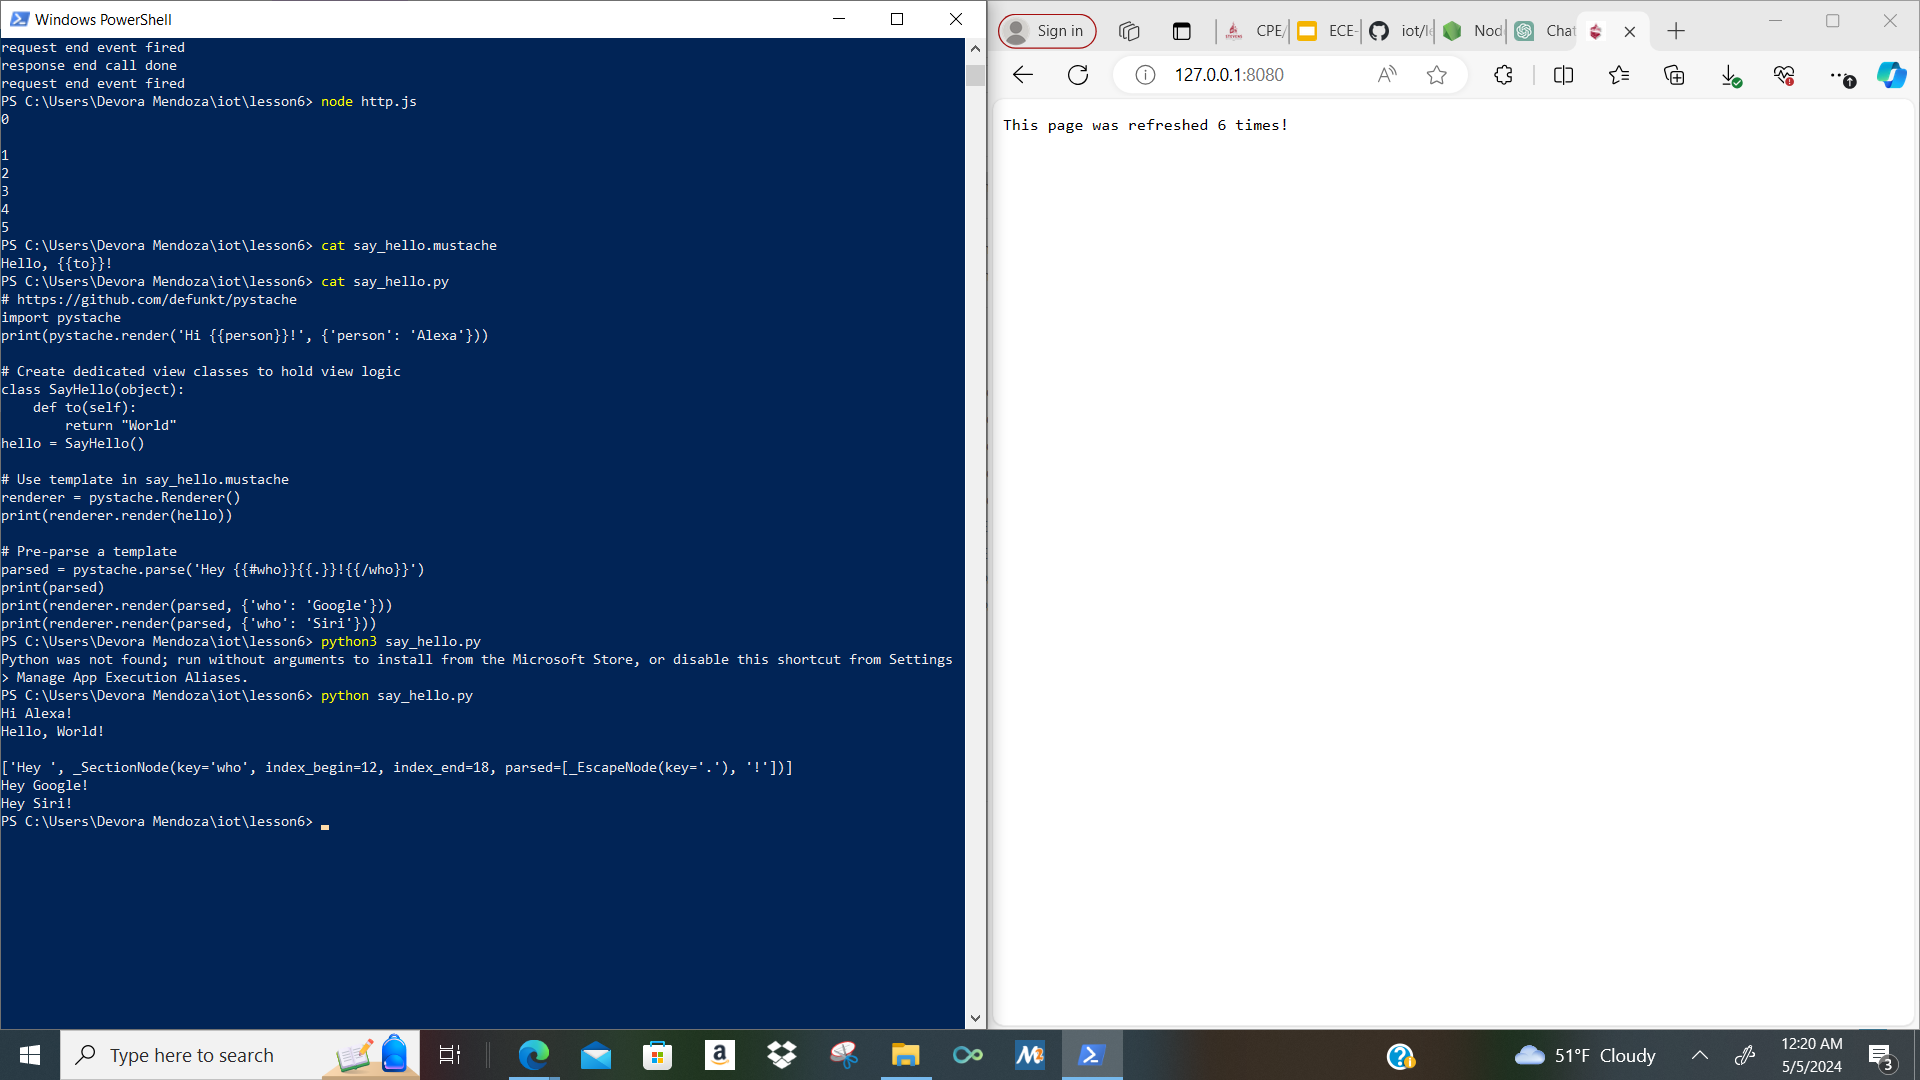 Windows PowerShell
request end event fired
response end call done
request end event fired
PS C:\Users\Devora Mendoza\iot\lesson6> node http.js
0
1
2
3
4
5
PS C:\Users\Devora Mendoza\iot\lesson6> cat say_hello.mustache
Hello, {{to}}!
PS C:\Users\Devora Mendoza\iot\lesson6> cat say_hello.py
# https://github.com/defunkt/pystache
import pystache
print(pystache.render('Hi {{person}}!', {'person': 'Alexa'}))
# Create dedicated view classes to hold view logic
class SayHello(object):
    def to(self):
        return "World"
hello = SayHello()
# Use template in say_hello.mustache
renderer = pystache.Renderer()
print(renderer.render(hello))
# Pre-parse a template
parsed = pystache.parse('Hey {{#who}}{{.}}!{{/who}}')
print(parsed)
print(renderer.render(parsed, {'who': 'Google'}))
print(renderer.render(parsed, {'who': 'Siri'}))
PS C:\Users\Devora Mendoza\iot\lesson6> python3 say_hello.py
Python was not found; run without arguments to install from the Microsoft Store, or disable this shortcut from Settings
> Manage App Execution Aliases.
PS C:\Users\Devora Mendoza\iot\lesson6> python say_hello.py
Hi Alexa!
Hello, World!
['Hey ', _SectionNode(key='who', index_begin=12, index_end=18, parsed=[_EscapeNode(key='.'), '!'])]
Hey Google!
Hey Siri!
PS C:\Users\Devora Mendoza\iot\lesson6>
Sign in
CPE/
ECE-
iot/l
Nod
Chat
127.0.0.1:8080
This page was refreshed 6 times!
Type here to search
51°F Cloudy
12:20 AM
5/5/2024
3